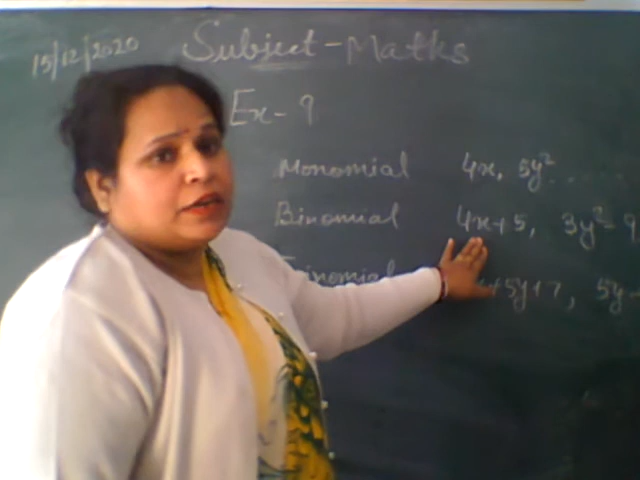 15/12/2020 Subject - Maths
Ex - 9
Monomial 4x, 5y² .....
Binomial 4x+5, 3y²- 9
Trinomial +5y+7, 5y-